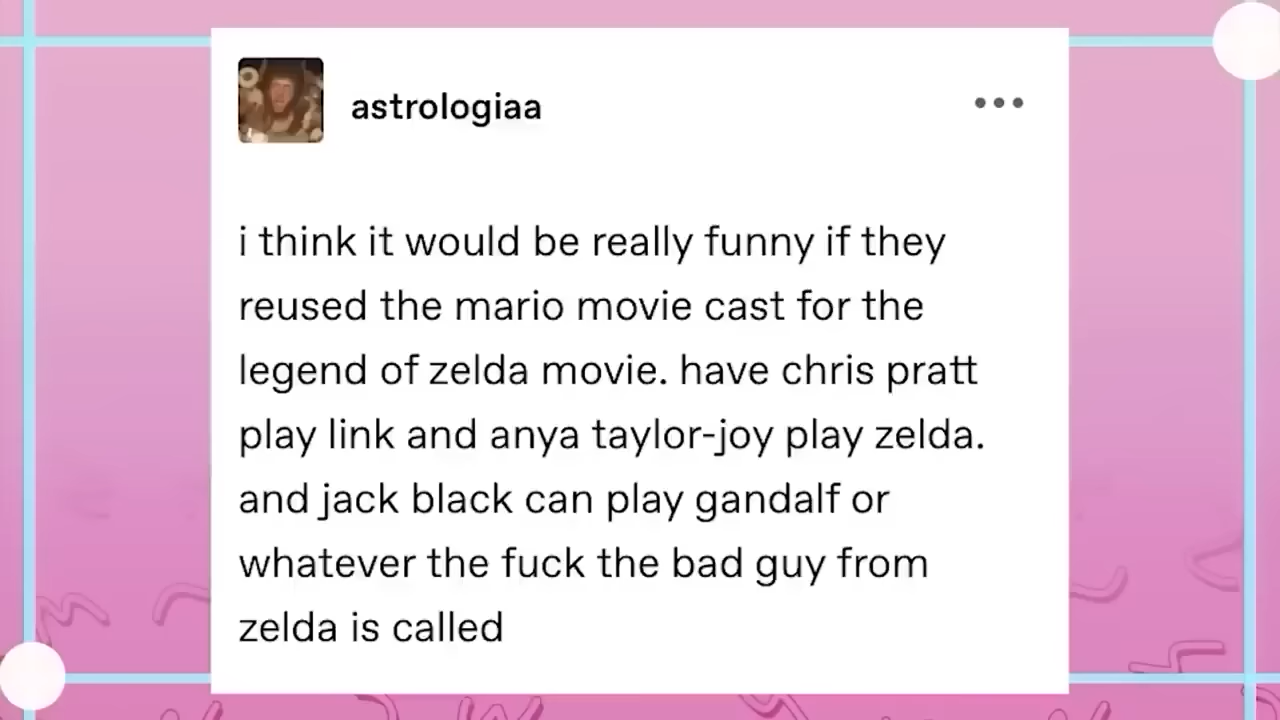 astrologiaa
i think it would be really funny if they
reused the mario movie cast for the
legend of zelda movie. have chris pratt
play link and anya taylor-joy play zelda.
and jack black can play gandalf or
whatever the fuck the bad guy from
zelda is called